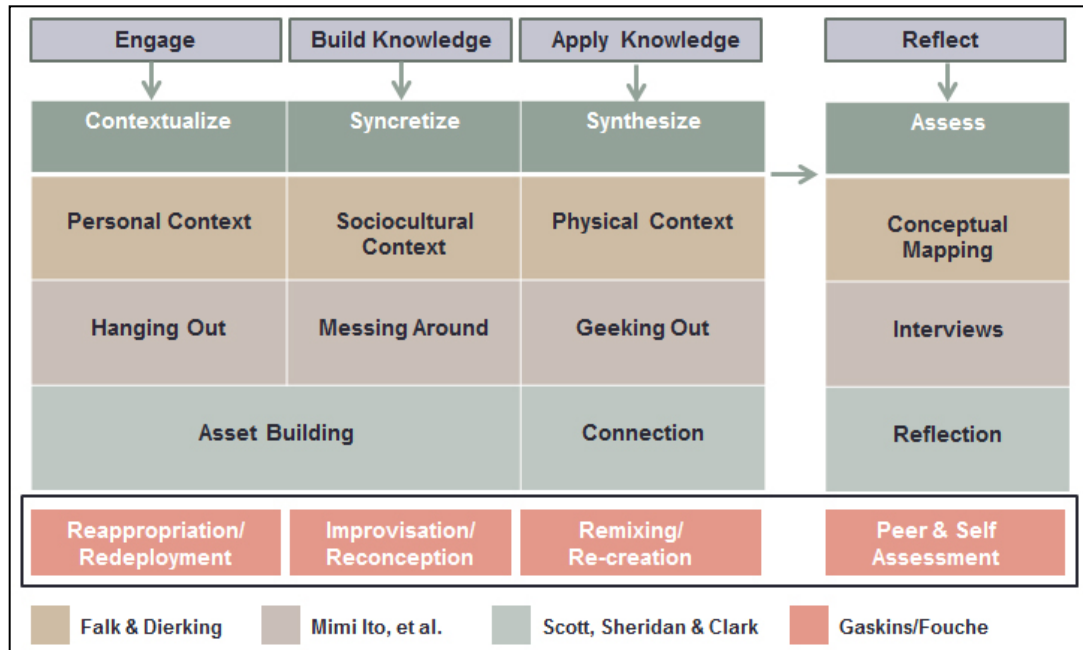 Engage
Build Knowledge
Apply Knowledge
Reflect
Contextualize
Syncretize
Synthesize
Assess
Personal Context
Sociocultural
Context
Physical Context
Conceptual
Mapping
Hanging Out
Messing Around
Geeking Out
Interviews
Asset Building
Connection
Reflection
Reappropriation/
Redeployment
Improvisation/
Reconception
Remixing/
Re-creation
Peer & Self
Assessment
Falk & Dierking
Mimi Ito, et al.
Scott, Sheridan & Clark
Gaskins/Fouche